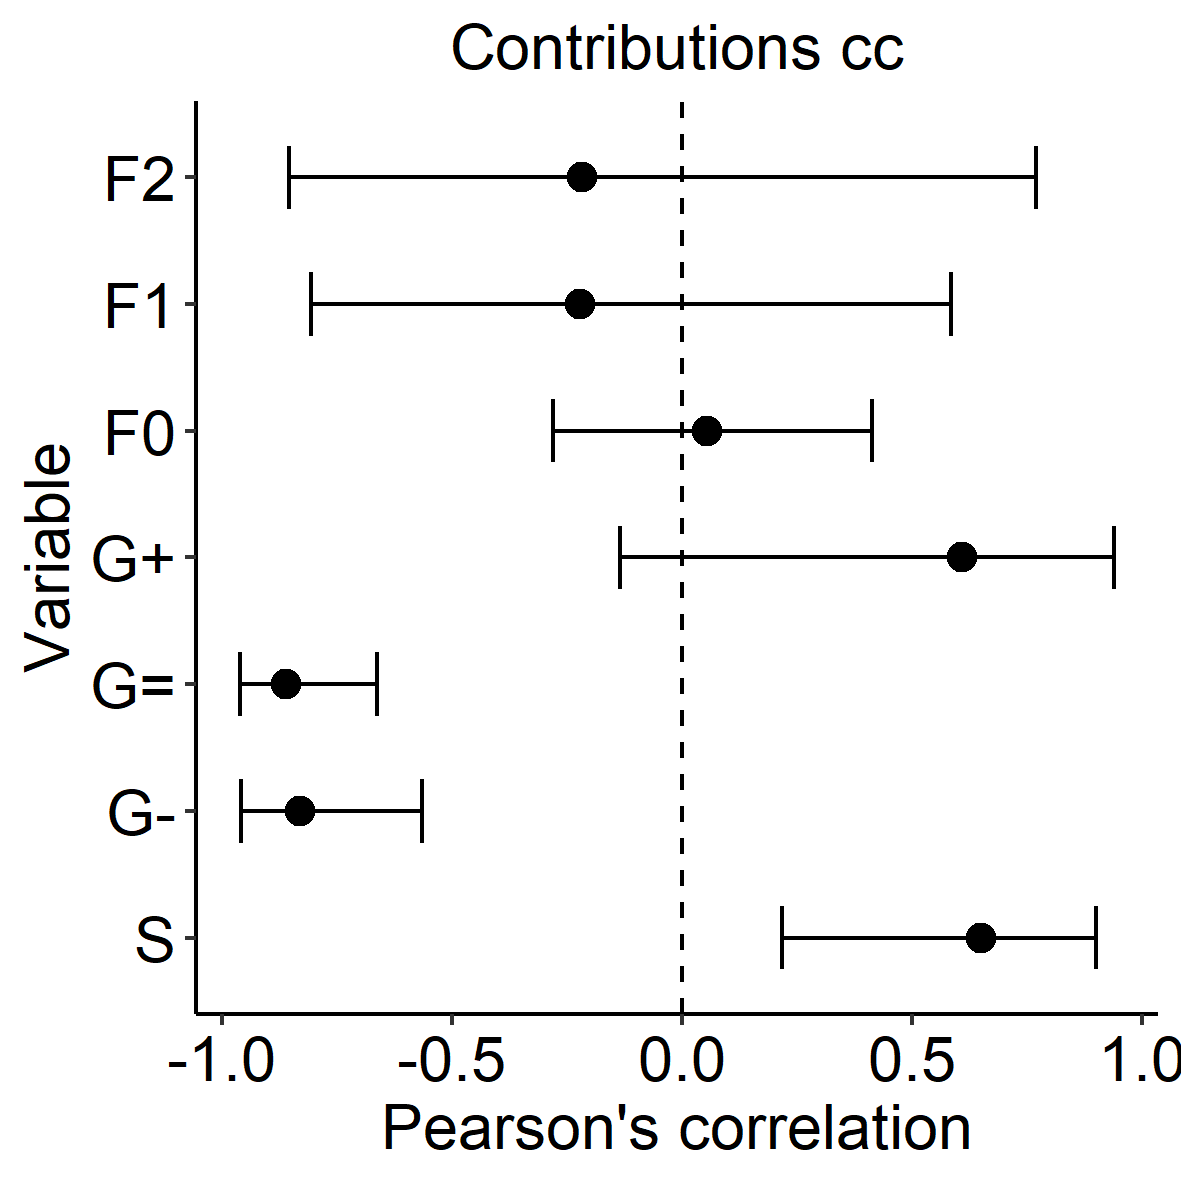 Contributions cc
F2
F1
F0
G+
G=
G-
S
Variable
-1.0 -0.5 0.0 0.5 1.0
Pearson's correlation